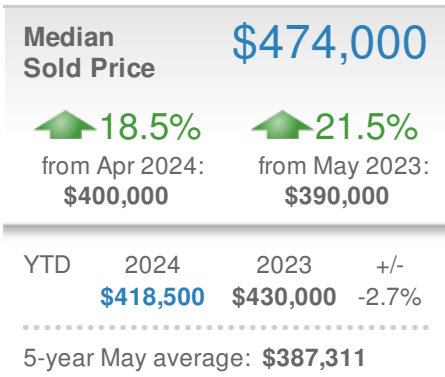 Median $474,000
Sold Price
18.5% 21.5%
from Apr 2024: from May 2023:
$400,000 $390,000
YTD 2024 2023 +/-
$418,500 $430,000 -2.7%
5-year May average: $387,311